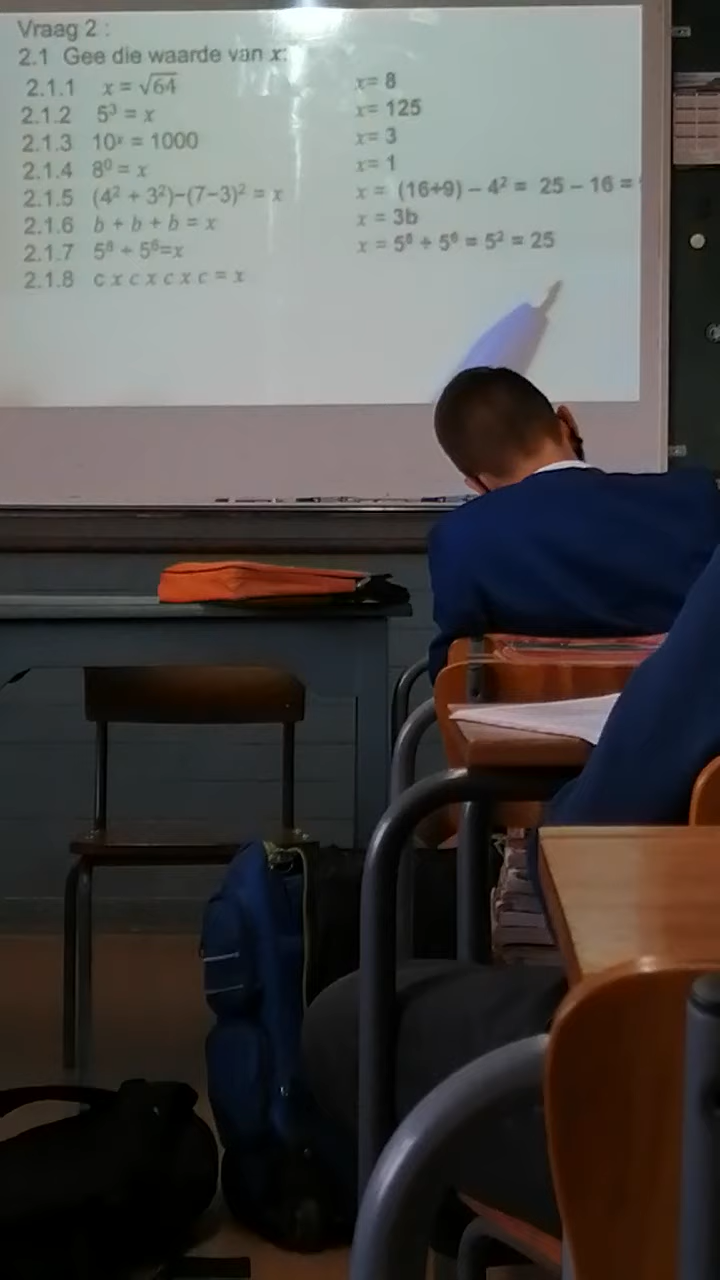 Vraag 2 :
2.1 Gee die waarde van x:
2.1.1 x = √64 x= 8
2.1.2 5³ = x x= 125
2.1.3 10ˣ = 1000 x= 3
2.1.4 8⁰ = x x= 1
2.1.5 (4² + 3²)−(7−3)² = x x = (16+9) − 4² = 25 − 16 =
2.1.6 b + b + b = x x = 3b
2.1.7 5⁸ ÷ 5⁶=x x = 5⁸ ÷ 5⁶ = 5² = 25
2.1.8 c x c x c x c = x